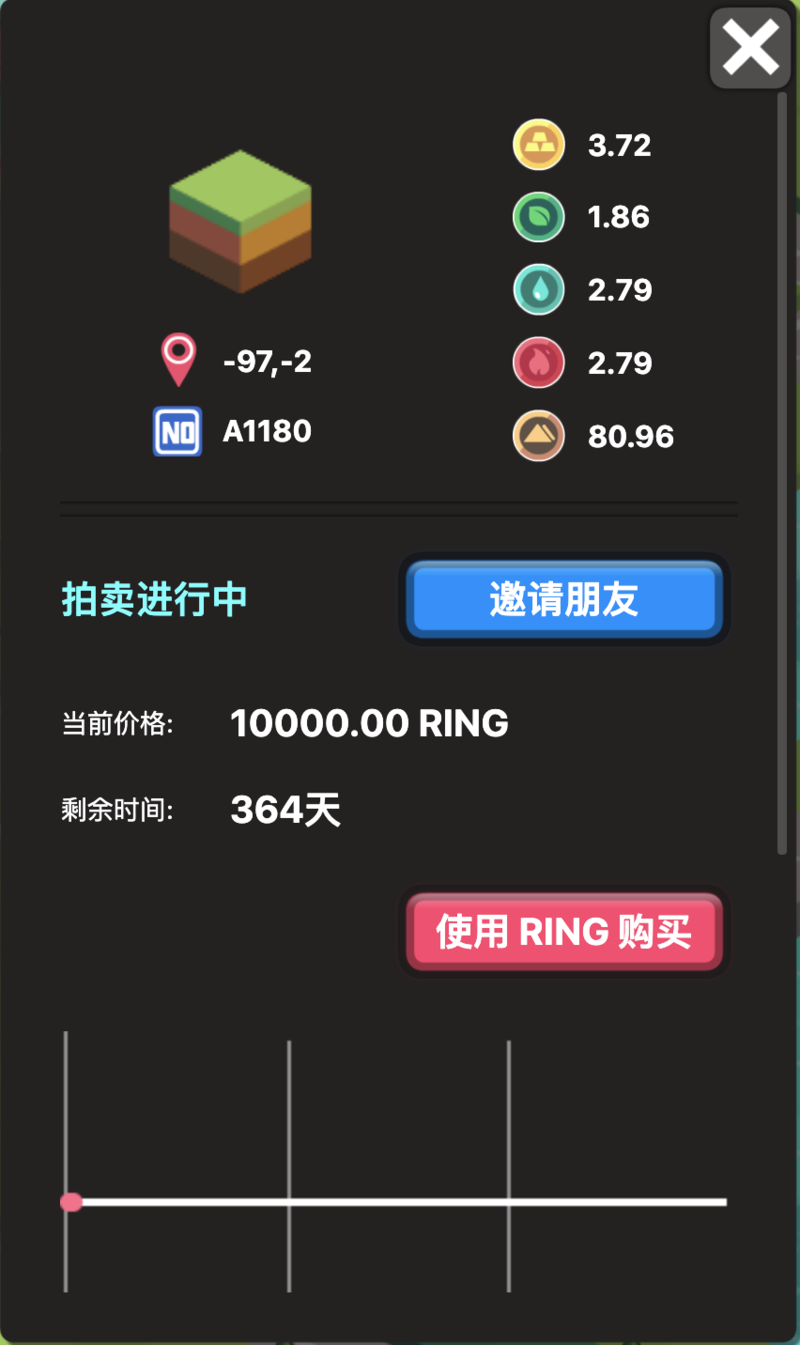 3.72
1.86
2.79
-97,-2
2.79
NO A1180
80.96
拍卖进行中
邀请朋友
当前价格: 10000.00 RING
剩余时间: 364天
使用 RING 购买